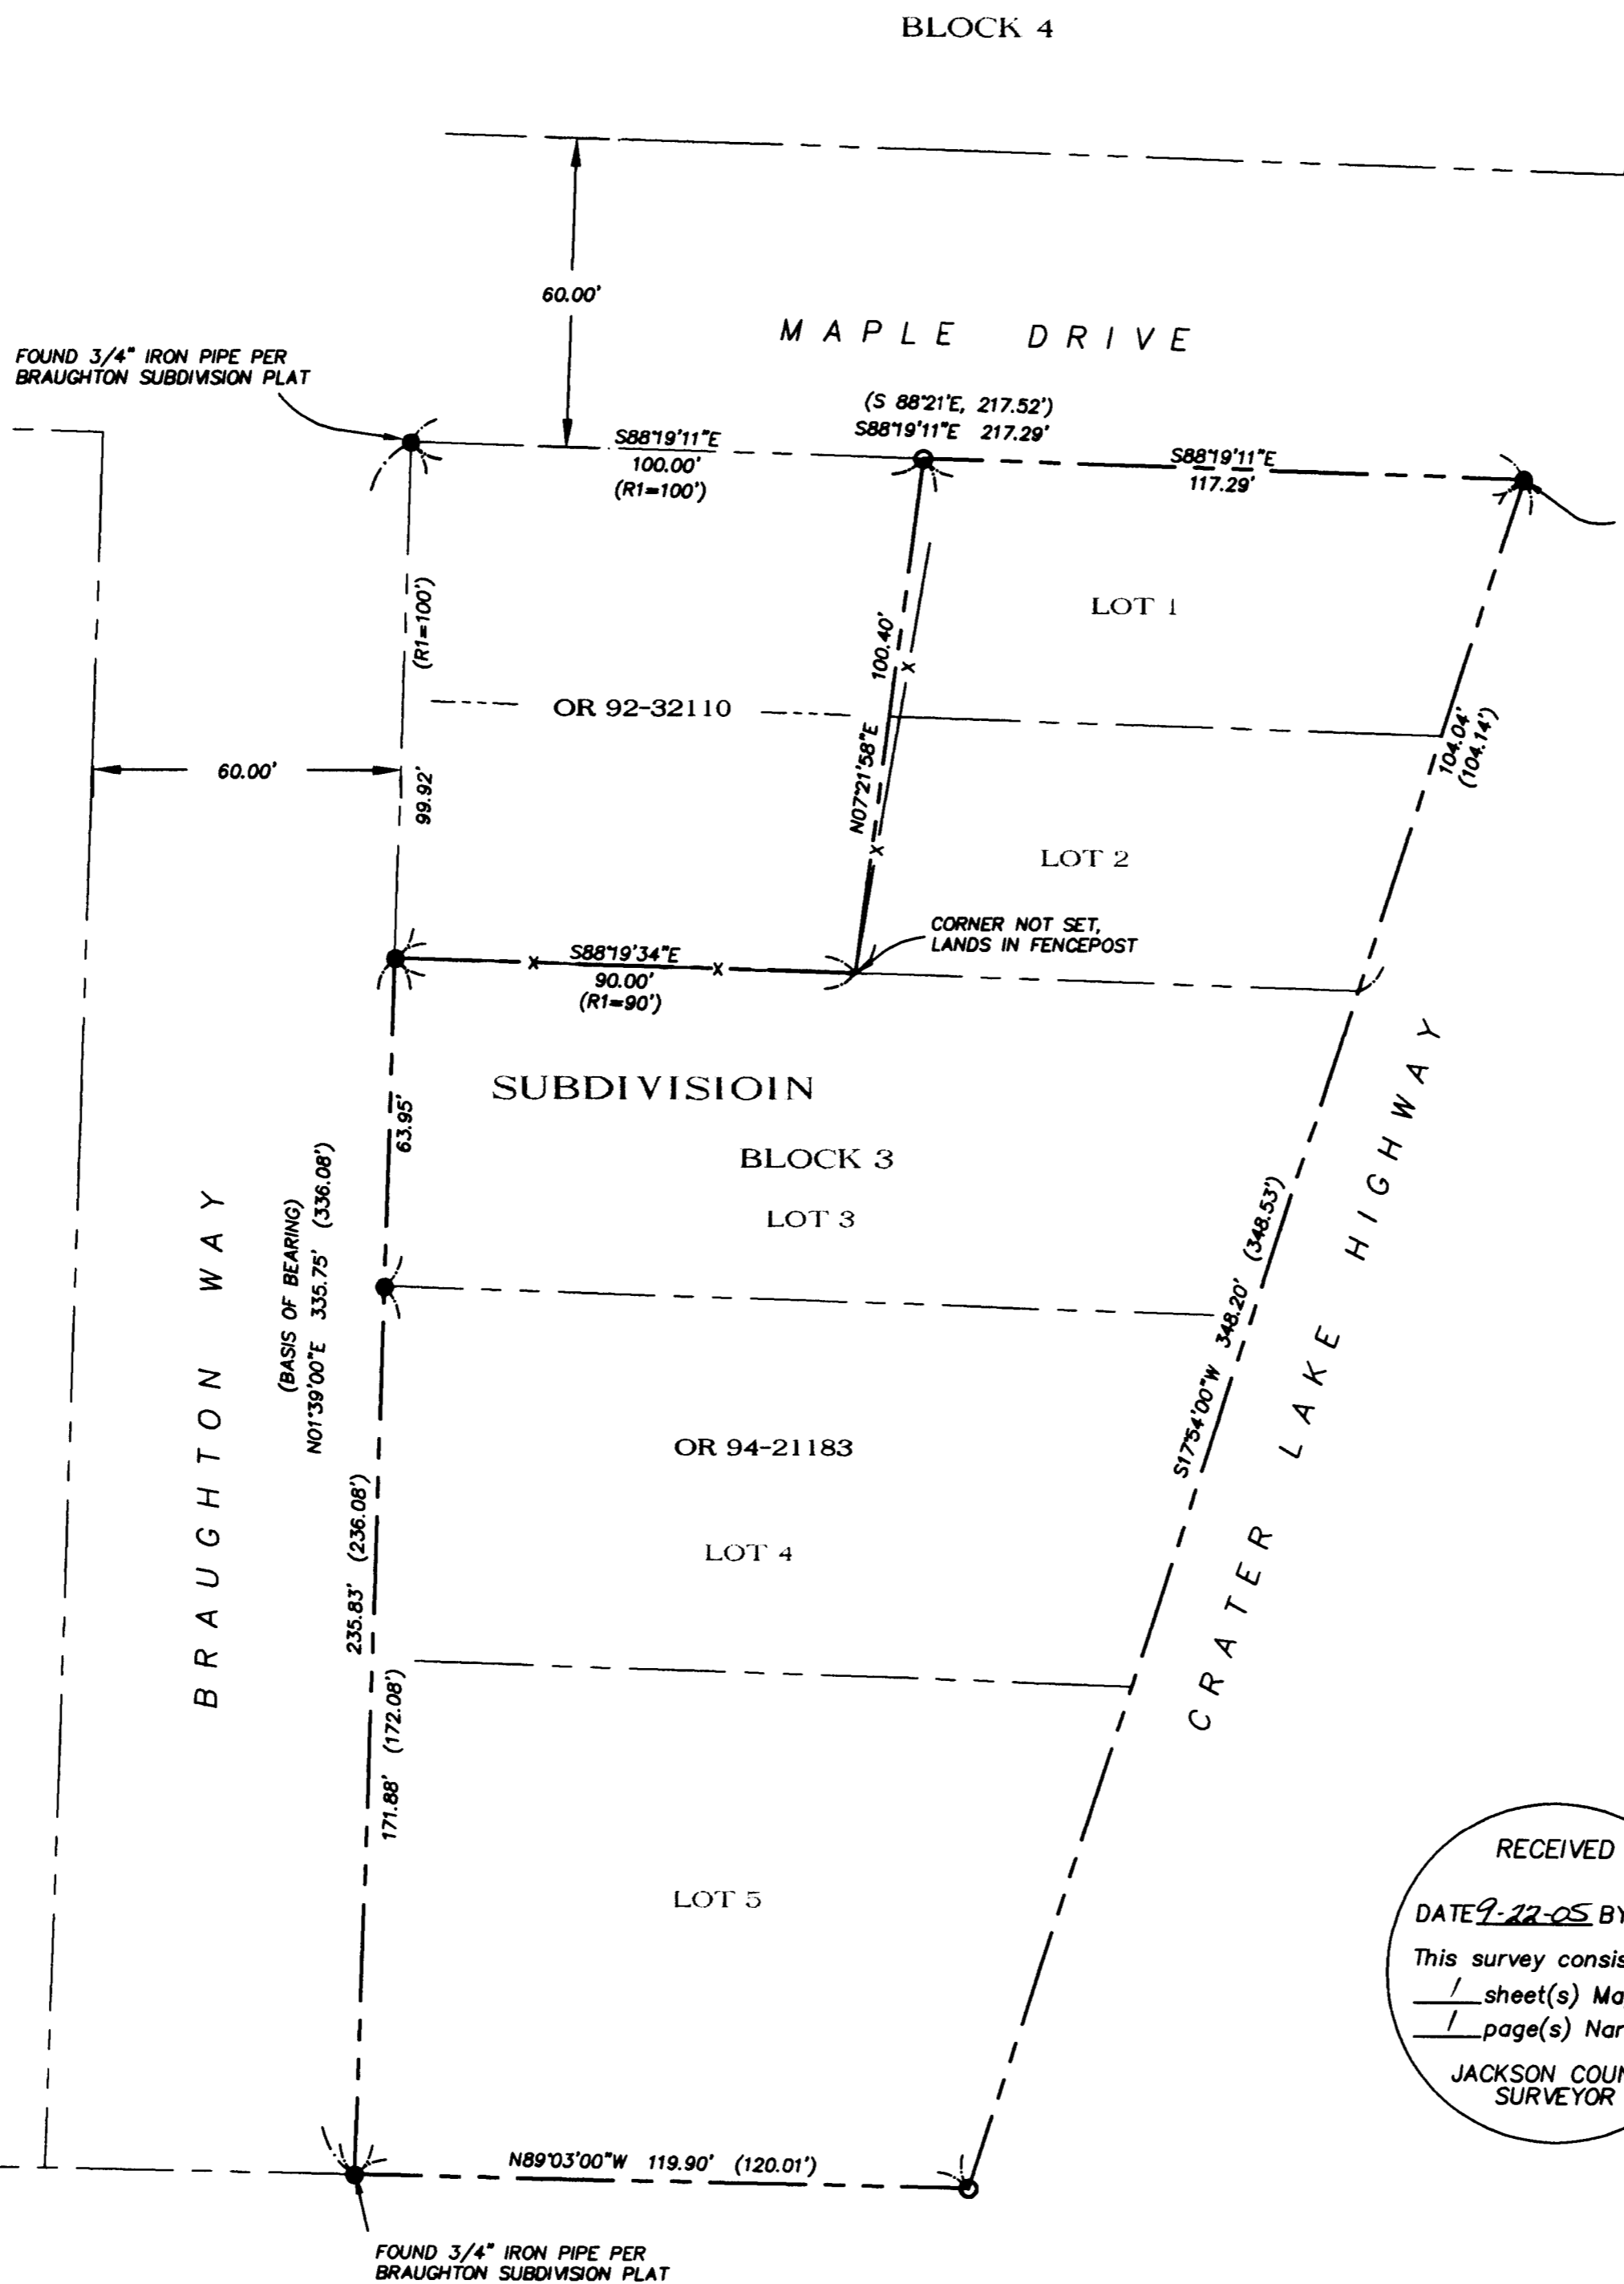 BLOCK 4
60.00'
MAPLE DRIVE
FOUND 3/4" IRON PIPE PER
BRAUGHTON SUBDIVISION PLAT
(S 88°21'E, 217.52')
S88°19'11"E 217.29'
S88°19'11"E
100.00'
(R1=100')
S88°19'11"E
117.29'
(R1=100')
99.92'
LOT 1
100.40'
N07°21'58"E
x
x
OR 92-32110
60.00'
104.04'
(104.14')
LOT 2
CORNER NOT SET,
LANDS IN FENCEPOST
S88°19'34"E
x
x
90.00'
(R1=90')
63.95'
SUBDIVISIOIN
BLOCK 3
LOT 3
BRAUGHTON WAY
(BASIS OF BEARING)
N01°39'00"E 335.75' (336.08')
S17°54'00"W 348.20' (348.53')
CRATER LAKE HIGHWAY
OR 94-21183
235.83' (236.08')
LOT 4
171.88' (172.08')
LOT 5
RECEIVED
DATE 9-22-05 BY
This survey consis
1 sheet(s) Ma
1 page(s) Nar
JACKSON COUN
SURVEYOR
N89°03'00"W 119.90' (120.01')
FOUND 3/4" IRON PIPE PER
BRAUGHTON SUBDIVISION PLAT